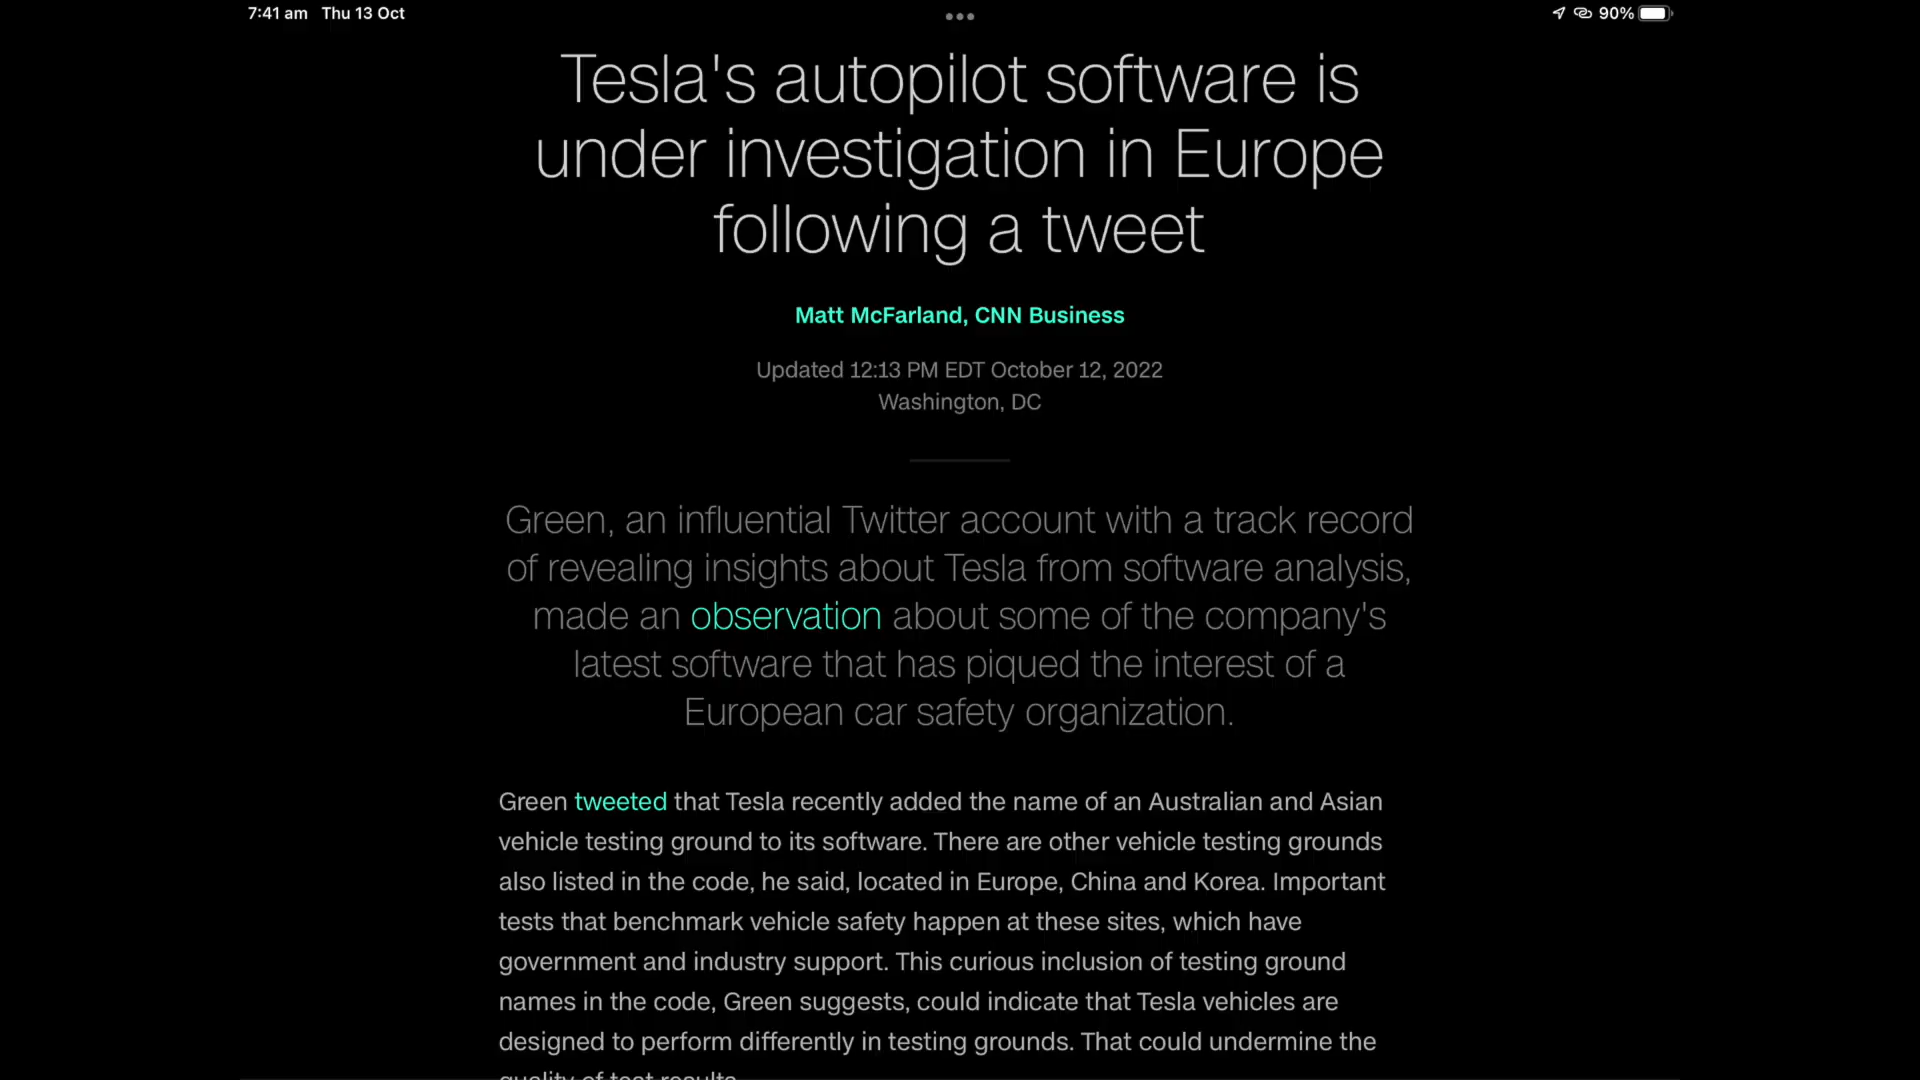 7:41 am Thu 13 Oct
90%
Tesla's autopilot software is
under investigation in Europe
following a tweet
Matt McFarland, CNN Business
Updated 12:13 PM EDT October 12, 2022
Washington, DC
Green, an influential Twitter account with a track record
of revealing insights about Tesla from software analysis,
made an observation about some of the company's
latest software that has piqued the interest of a
European car safety organization.
Green tweeted that Tesla recently added the name of an Australian and Asian
vehicle testing ground to its software. There are other vehicle testing grounds
also listed in the code, he said, located in Europe, China and Korea. Important
tests that benchmark vehicle safety happen at these sites, which have
government and industry support. This curious inclusion of testing ground
names in the code, Green suggests, could indicate that Tesla vehicles are
designed to perform differently in testing grounds. That could undermine the
quality of test results.